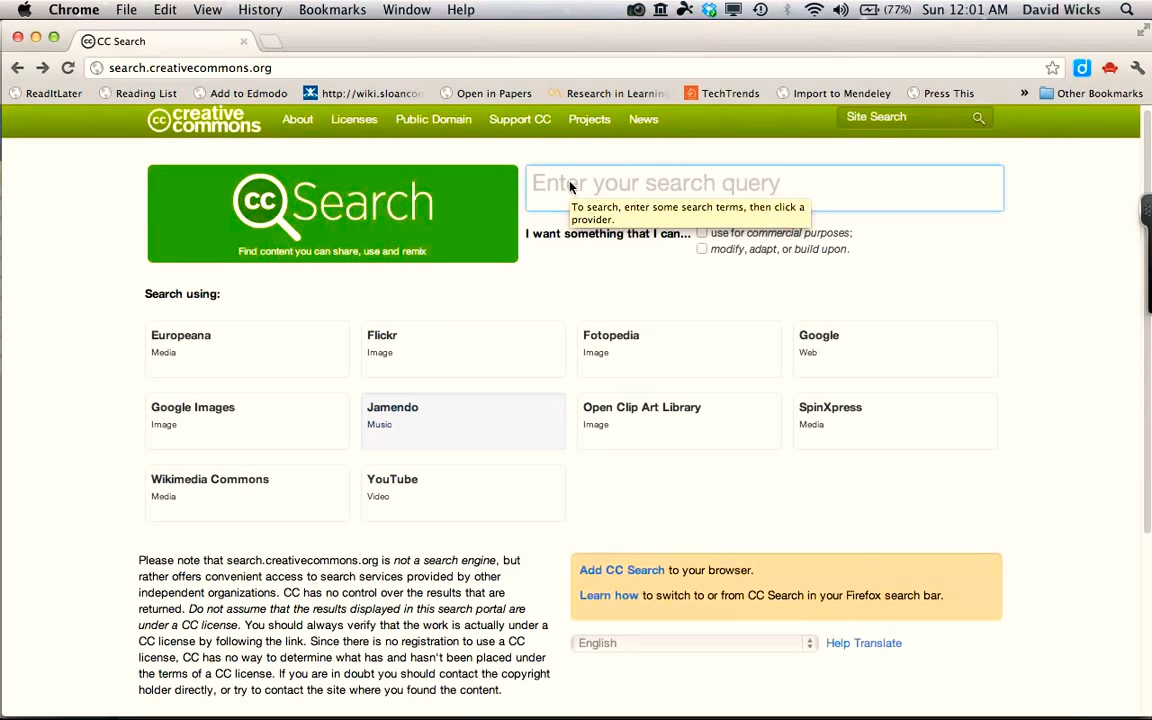 Chrome File Edit View History Bookmarks Window Help (77%) Sun 12:01 AM David Wicks
CC Search
search.creativecommons.org
ReadItLater Reading List Add to Edmodo http://wiki.sloancon Open in Papers Research in Learning TechTrends Import to Mendeley Press This » Other Bookmarks
cc creative commons About Licenses Public Domain Support CC Projects News Site Search
cc Search
Find content you can share, use and remix
Enter your search query
To search, enter some search terms, then click a
provider.
I want something that I can... use for commercial purposes;
modify, adapt, or build upon.
Search using:
Europeana Flickr Fotopedia Google
Media Image Image Web
Google Images Jamendo Open Clip Art Library SpinXpress
Image Music Image Media
Wikimedia Commons YouTube
Media Video
Please note that search.creativecommons.org is not a search engine, but
rather offers convenient access to search services provided by other
independent organizations. CC has no control over the results that are
returned. Do not assume that the results displayed in this search portal are
under a CC license. You should always verify that the work is actually under a
CC license by following the link. Since there is no registration to use a CC
license, CC has no way to determine what has and hasn't been placed under
the terms of a CC license. If you are in doubt you should contact the copyright
holder directly, or try to contact the site where you found the content.
Add CC Search to your browser.
Learn how to switch to or from CC Search in your Firefox search bar.
English Help Translate